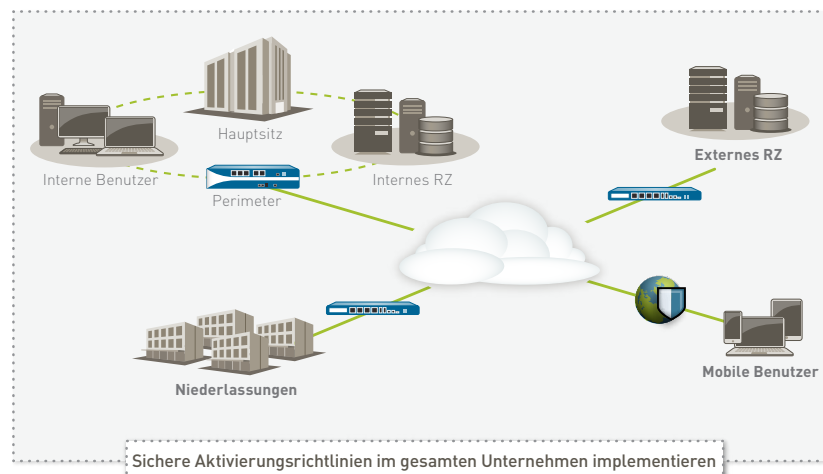 Hauptsitz
Interne Benutzer
Perimeter
Internes RZ
Externes RZ
Niederlassungen
Mobile Benutzer
Sichere Aktivierungsrichtlinien im gesamten Unternehmen implementieren